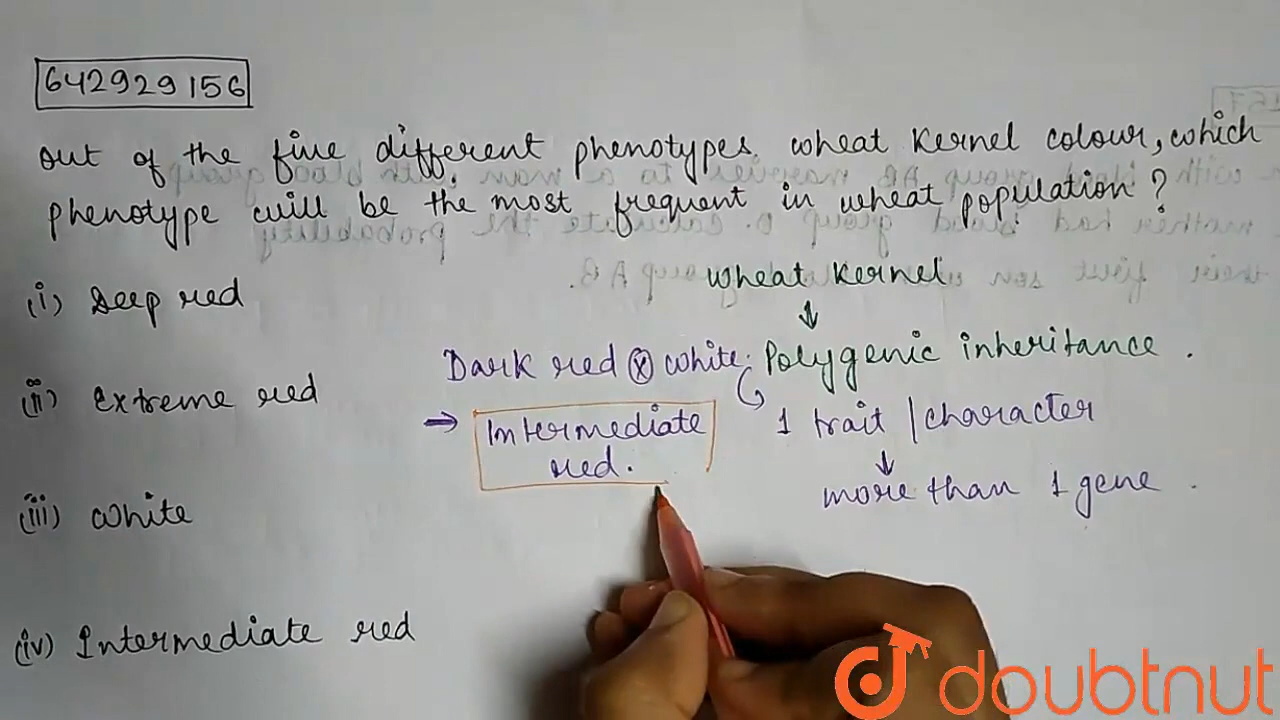 642929156
out of the five different phenotypes wheat kernel colour, which
phenotype will be the most frequent in wheat population?
(i) Deep red
(ii) Extreme red
(iii) White
(iv) Intermediate red
Wheat kernel
↓
Dark red ⊗ white. Polygenic inheritance.
⇒ Intermediate
red.
1 trait / character
↓
more than 1 gene.
doubtnut